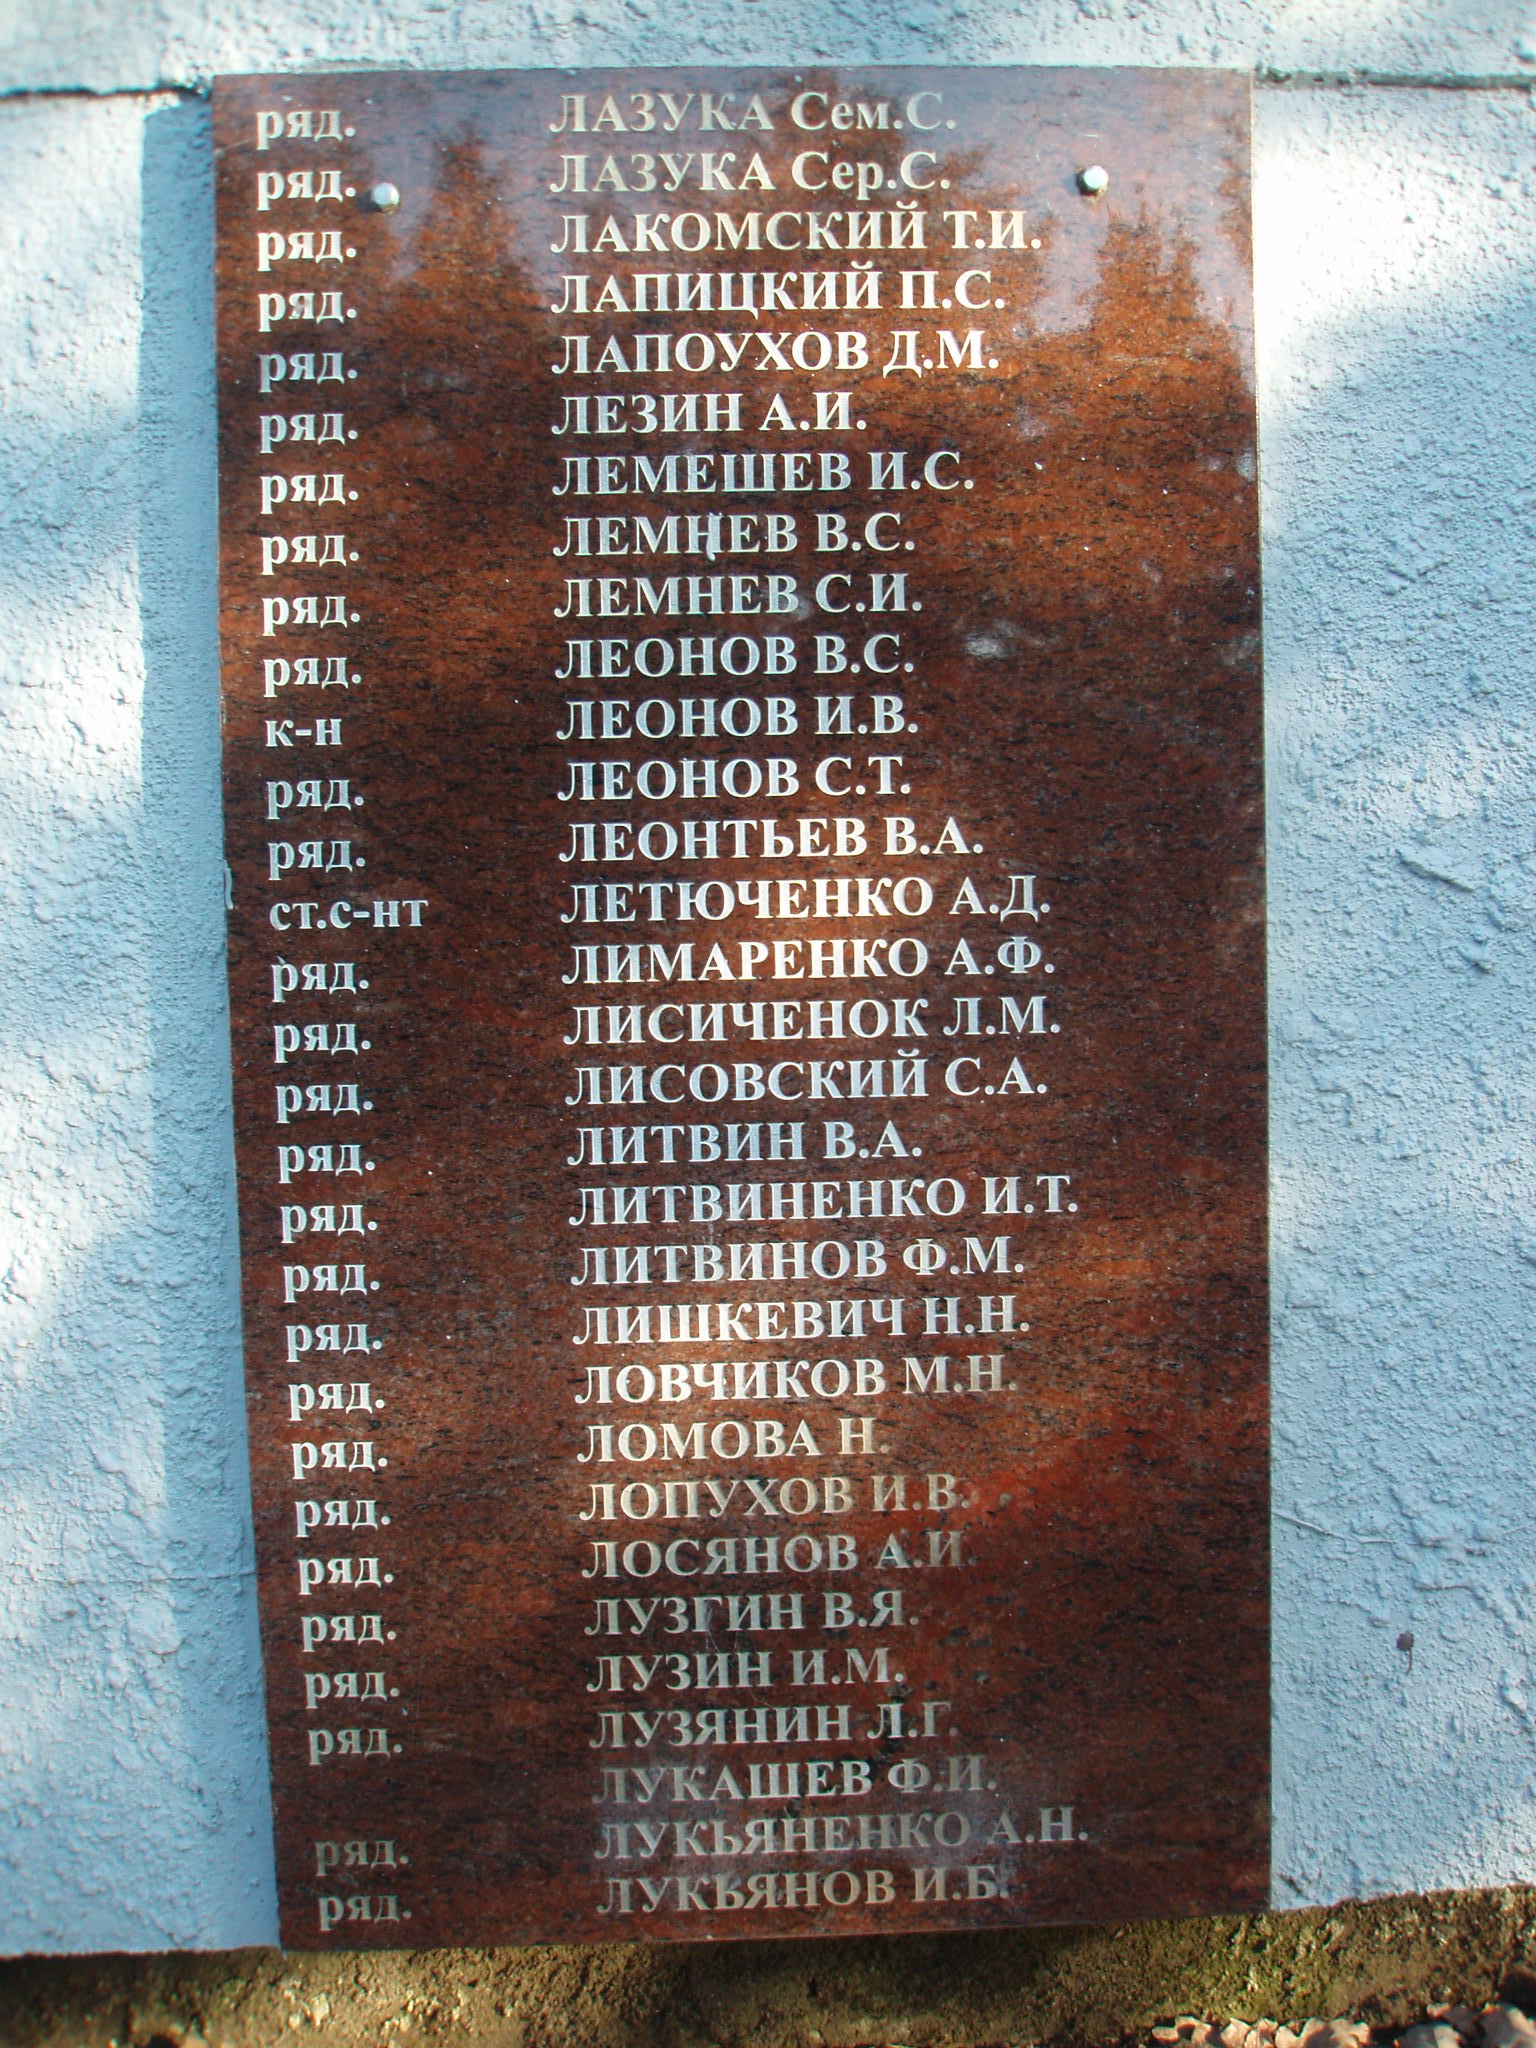 ряд. ЛАЗУКА Сем.С.
ряд. ЛАЗУКА Сер.С.
ряд. ЛАКОМСКИЙ Т.И.
ряд. ЛАПИЦКИЙ П.С.
ряд. ЛАПОУХОВ Д.М.
ряд. ЛЕЗИН А.И.
ряд. ЛЕМЕШЕВ И.С.
ряд. ЛЕМНЕВ В.С.
ряд. ЛЕМНЕВ С.И.
ряд. ЛЕОНОВ В.С.
к-н ЛЕОНОВ И.В.
ряд. ЛЕОНОВ С.Т.
ряд. ЛЕОНТЬЕВ В.А.
ст.с-нт ЛЕТЮЧЕНКО А.Д.
ряд. ЛИМАРЕНКО А.Ф.
ряд. ЛИСИЧЕНОК Л.М.
ряд. ЛИСОВСКИЙ С.А.
ряд. ЛИТВИН В.А.
ряд. ЛИТВИНЕНКО И.Т.
ряд. ЛИТВИНОВ Ф.М.
ряд. ЛИШКЕВИЧ Н.Н.
ряд. ЛОВЧИКОВ М.Н.
ряд. ЛОМОВА Н.
ряд. ЛОПУХОВ И.В.
ряд. ЛОСЯНОВ А.И.
ряд. ЛУЗГИН В.Я.
ряд. ЛУЗИН И.М.
ряд. ЛУЗЯНИН Л.Г.
ЛУКАШЕВ Ф.И.
ряд. ЛУКЬЯНЕНКО А.Н.
ряд. ЛУКЬЯНОВ И.Б.